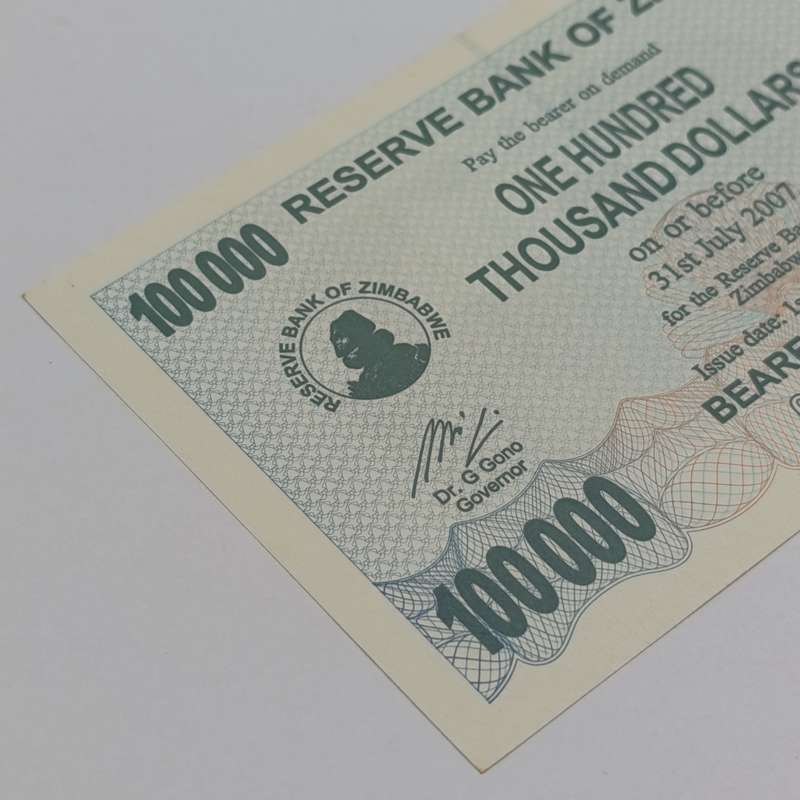 RESERVE BANK OF
Pay the bearer on demand
100000
ONE HUNDRED
THOUSAND DOLLARS
on or before
31st July 2007
for the Reserve
Zimbabwe
Issue date:
RESERVE BANK OF ZIMBABWE
Dr. G Gono
Governor
100000